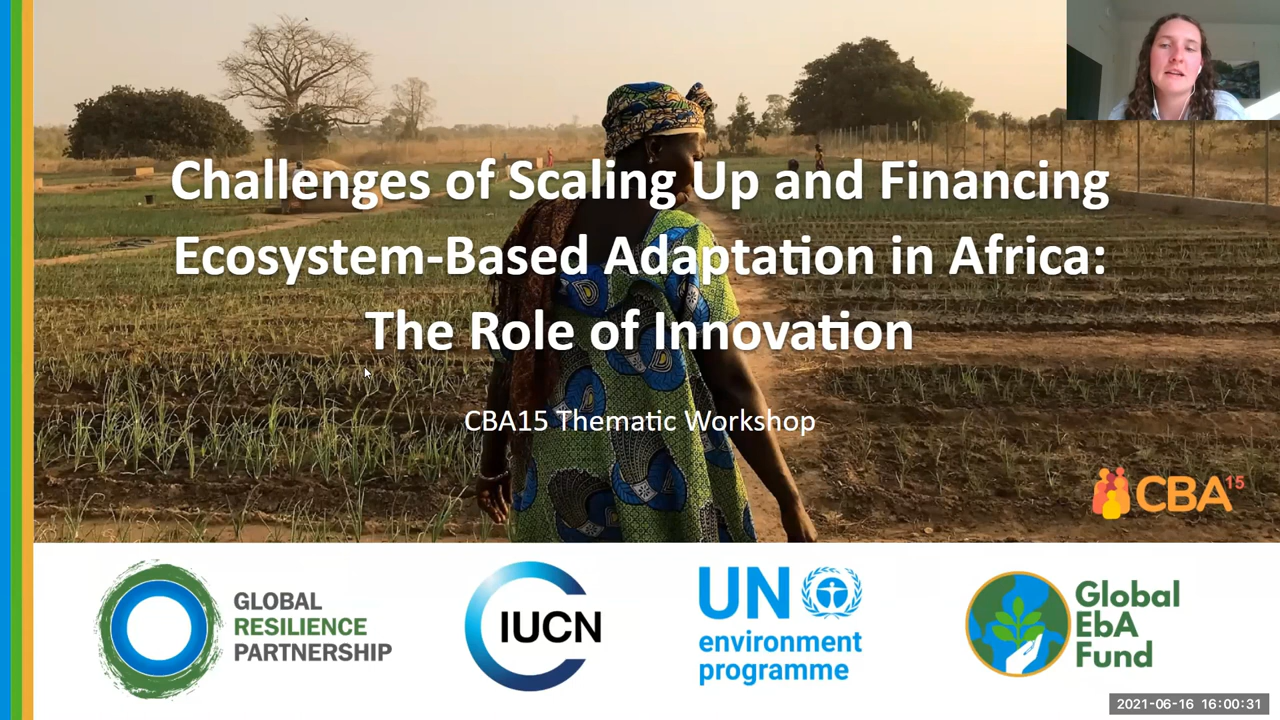 Challenges of Scaling Up and Financing
Ecosystem-Based Adaptation in Africa:
The Role of Innovation
CBA15 Thematic Workshop
CBA15
GLOBAL
RESILIENCE
PARTNERSHIP
IUCN
UN
environment
programme
Global
EbA
Fund
2021-06-16 16:00:31